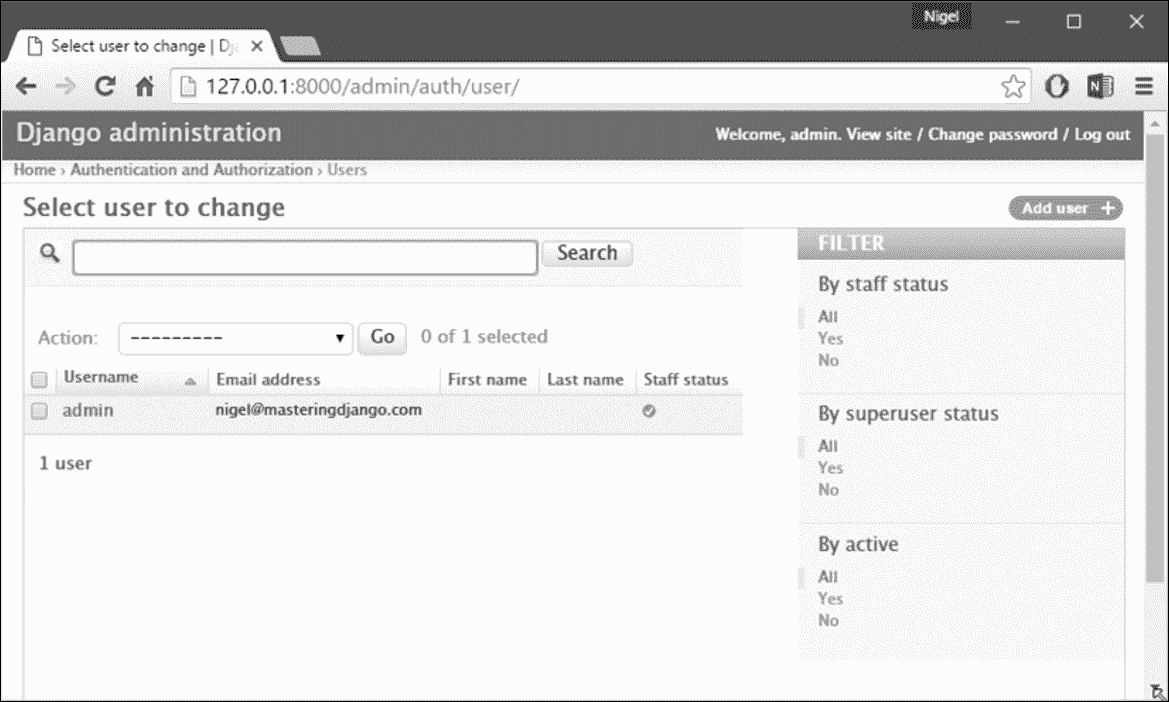 Nigel
Select user to change | Dj
127.0.0.1:8000/admin/auth/user/
N
Django administration
Welcome, admin. View site / Change password / Log out
Home › Authentication and Authorization › Users
Select user to change
Add user +
Search
FILTER
By staff status
All
Yes
No
By superuser status
All
Yes
No
By active
All
Yes
No
Action: --------- Go 0 of 1 selected
Username Email address First name Last name Staff status
admin nigel@masteringdjango.com
1 user